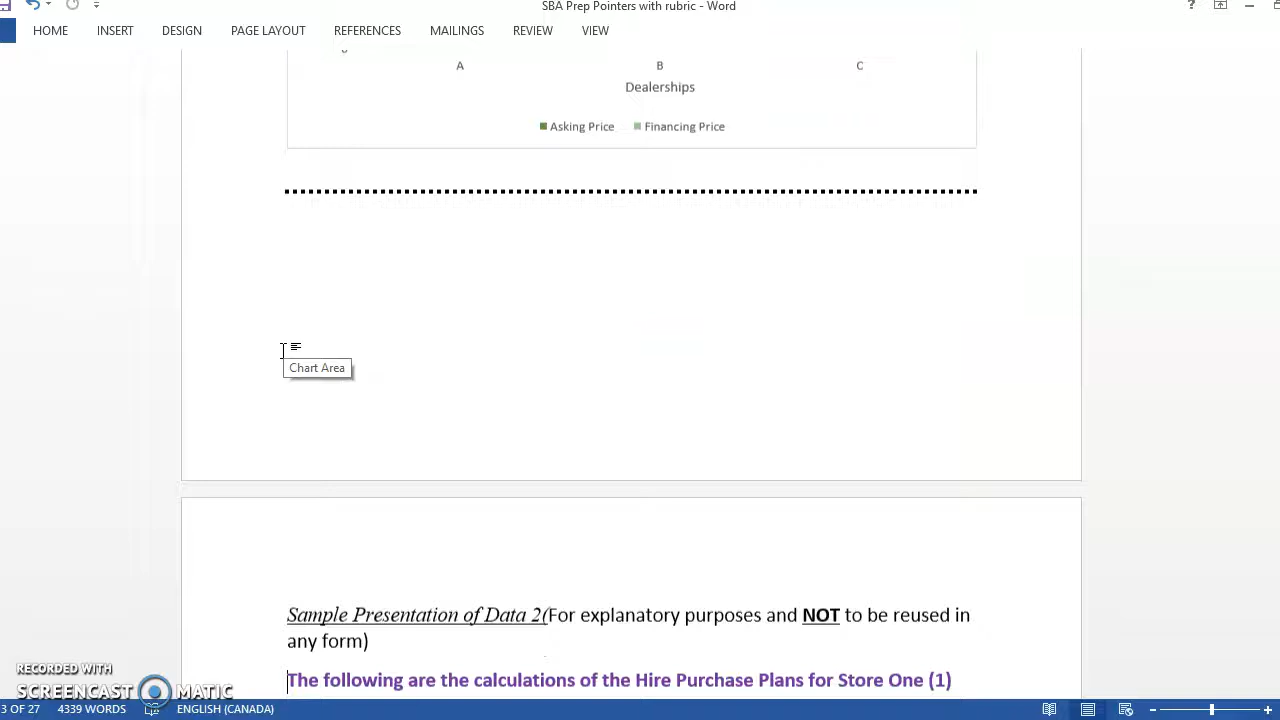 SBA Prep Pointers with rubric - Word
?
HOME INSERT DESIGN PAGE LAYOUT REFERENCES MAILINGS REVIEW VIEW
A B C
Dealerships
Asking Price Financing Price
Chart Area
Sample Presentation of Data 2(For explanatory purposes and NOT to be reused in
any form)
The following are the calculations of the Hire Purchase Plans for Store One (1)
RECORDED WITH
SCREENCAST MATIC
3 OF 27 4339 WORDS ENGLISH (CANADA)